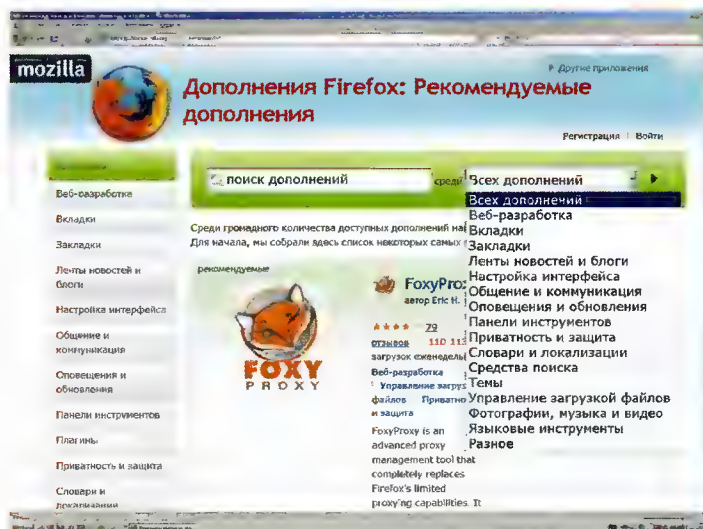 mozilla
Другие приложения
Дополнения Firefox: Рекомендуемые
дополнения
Регистрация Войти
поиск дополнений среди Всех дополнений
Веб-разработка
Вкладки
Закладки
Ленты новостей и
блоги
Настройка интерфейса
Общение и
коммуникация
Оповещения и
обновления
Панели инструментов
Плагины
Приватность и защита
Словари и
локализации
Среди громадного количества доступных дополнений
Для начала, мы собрали здесь список некоторых самых
рекомендуемые
FOXY
PROXY
автор Eric H.
79
отзывов 110
загрузок еженедельно
Веб-разработка
Управление
файлов
и защита
FoxyProxy is an
advanced proxy
management tool that
completely replaces
Firefox's limited
proxying capabilities. It
Всех дополнений
Веб-разработка
Вкладки
Закладки
Ленты новостей и блоги
Настройка интерфейса
Общение и коммуникация
Оповещения и обновления
Панели инструментов
Приватность и защита
Словари и локализации
Средства поиска
Темы
Управление загрузкой файлов
Фотографии, музыка и видео
Языковые инструменты
Разное